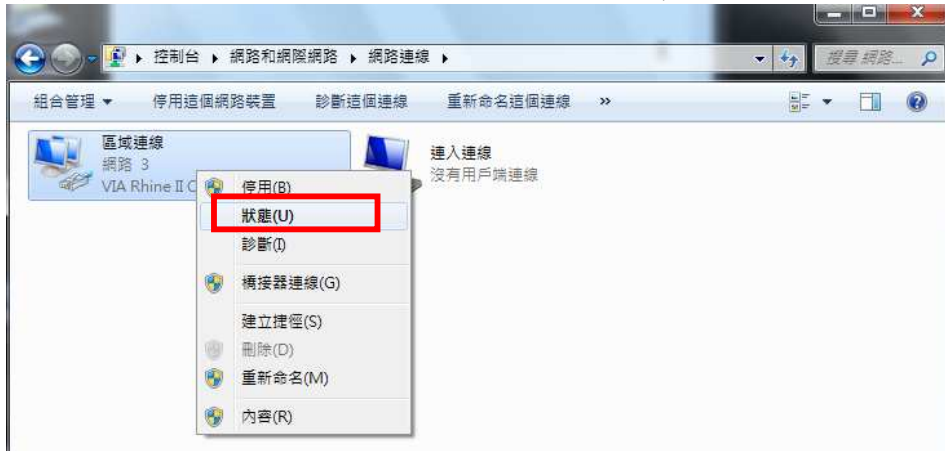 控制台 ▸ 網路和網際網路 ▸ 網路連線 ▸
搜尋 網路...
組合管理 停用這個網路裝置 診斷這個連線 重新命名這個連線 »
區域連線
網路 3
VIA Rhine II C
連入連線
沒有用戶端連線
停用(B)
狀態(U)
診斷(I)
橋接器連線(G)
建立捷徑(S)
刪除(D)
重新命名(M)
內容(R)